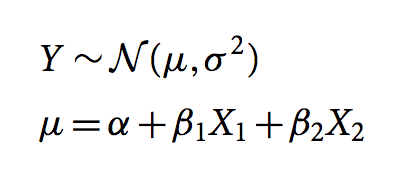 Y ∼ 𝒩(μ, σ²)
μ = α + β₁X₁ + β₂X₂